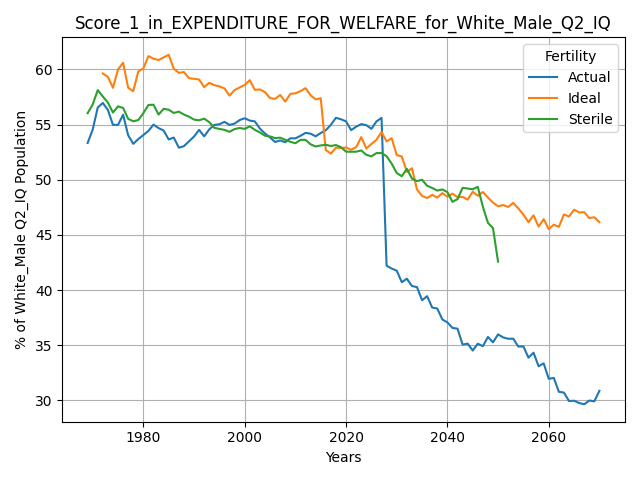 Score_1_in_EXPENDITURE_FOR_WELFARE_for_White_Male_Q2_IQ
Fertility
Actual
Ideal
Sterile
% of White_Male Q2_IQ Population
60
55
50
45
40
35
30
1980
2000
2020
2040
2060
Years